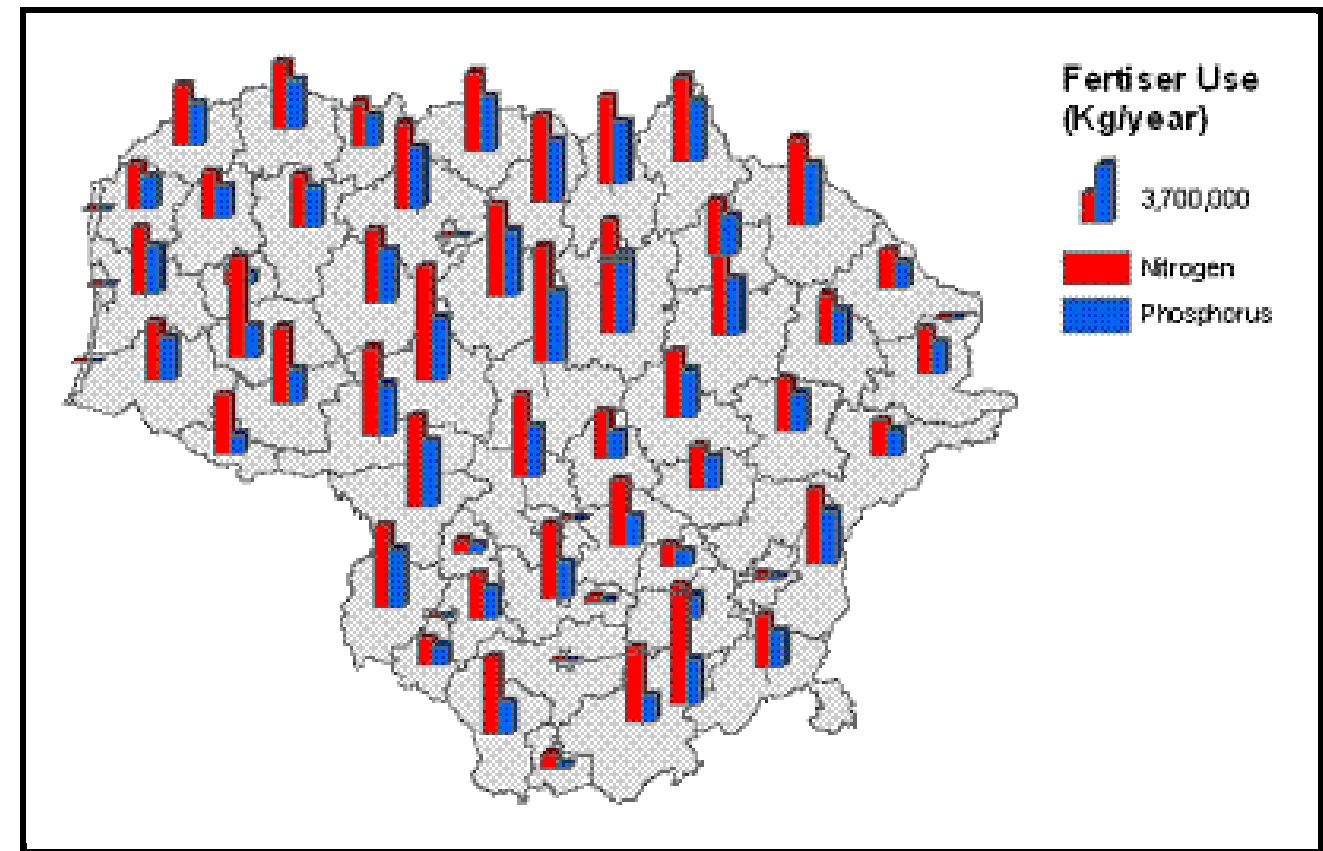 Fertiser Use
(Kg/year)
3,700,000
Nitrogen
Phosphorus